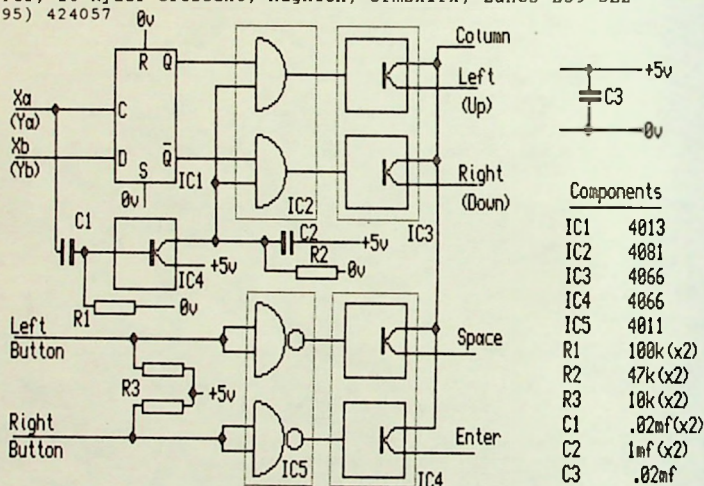 95) 424057
0v
Column
R Q
Left
(Up)
Xa
(Ya)
C
Xb
(Yb)
D Q
S
IC1
0v
Right
(Down)
IC2
IC3
C1
C2
+5v
IC4
+5v
R2
0v
R1
0v
Left
Button
Space
R3
+5v
Right
Button
Enter
IC5
IC4
+5v
C3
0v
Components
IC1 4013
IC2 4081
IC3 4066
IC4 4066
IC5 4011
R1 100k(x2)
R2 47k(x2)
R3 10k(x2)
C1 .02mf(x2)
C2 1mf(x2)
C3 .02mf